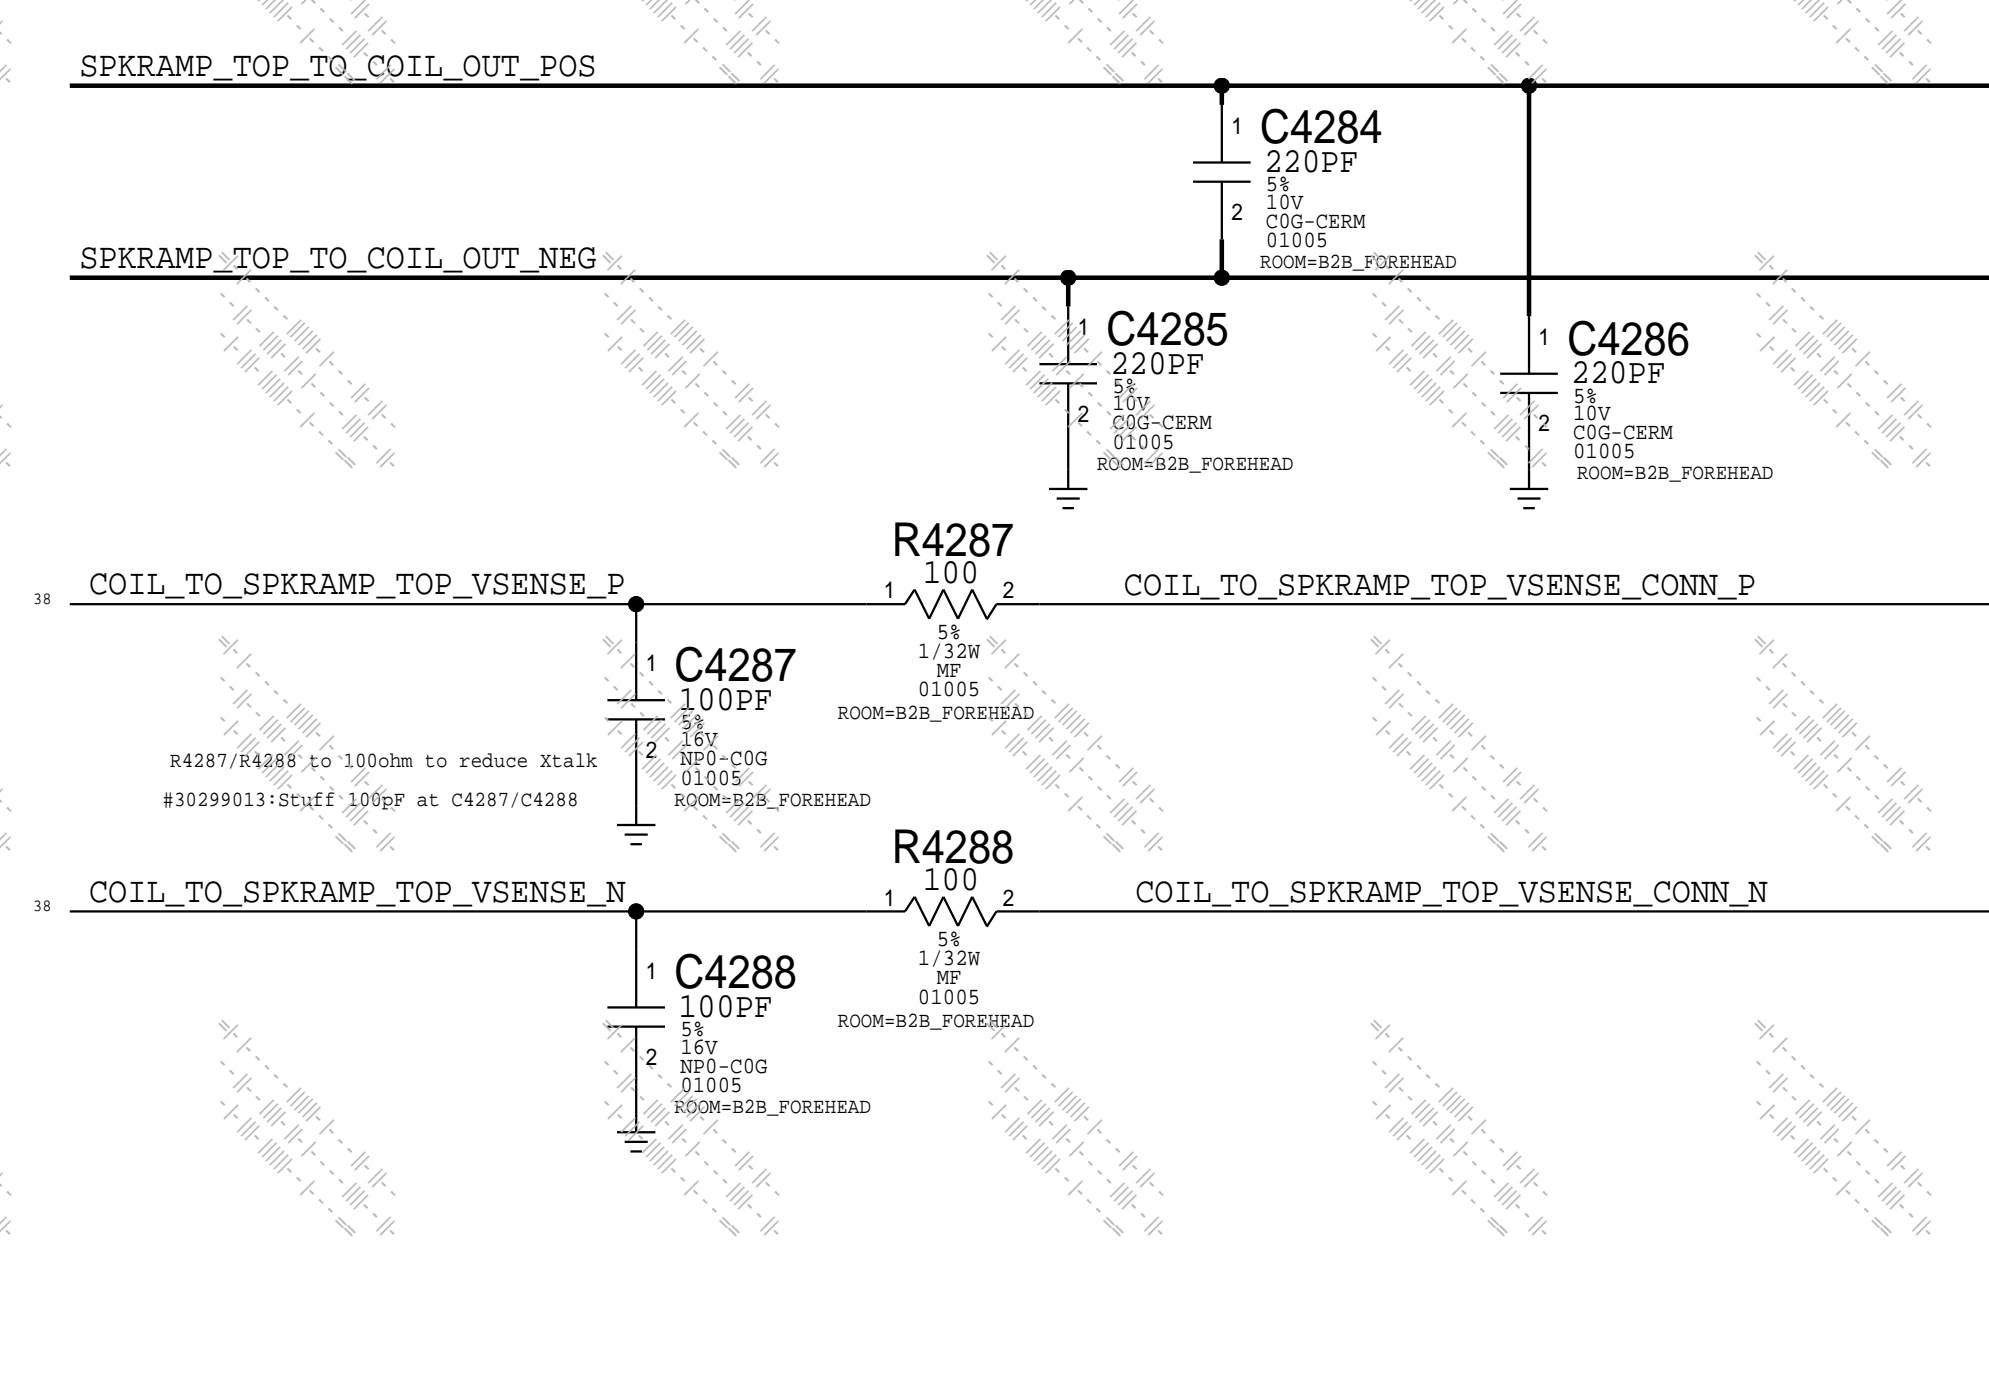 SPKRAMP_TOP_TO_COIL_OUT_POS
1
C4284
220PF
5%
10V
2
C0G-CERM
01005
ROOM=B2B_FOREHEAD
SPKRAMP_TOP_TO_COIL_OUT_NEG
1
C4285
220PF
5%
10V
2
C0G-CERM
01005
ROOM=B2B_FOREHEAD
1
C4286
220PF
5%
10V
2
C0G-CERM
01005
ROOM=B2B_FOREHEAD
38
COIL_TO_SPKRAMP_TOP_VSENSE_P
R4287
100
1
2
5%
1/32W
MF
01005
ROOM=B2B_FOREHEAD
COIL_TO_SPKRAMP_TOP_VSENSE_CONN_P
1
C4287
100PF
5%
16V
2
NP0-C0G
01005
ROOM=B2B_FOREHEAD
R4287/R4288 to 100ohm to reduce Xtalk
#30299013:Stuff 100pF at C4287/C4288
38
COIL_TO_SPKRAMP_TOP_VSENSE_N
R4288
100
1
2
5%
1/32W
MF
01005
ROOM=B2B_FOREHEAD
COIL_TO_SPKRAMP_TOP_VSENSE_CONN_N
1
C4288
100PF
5%
16V
2
NP0-C0G
01005
ROOM=B2B_FOREHEAD